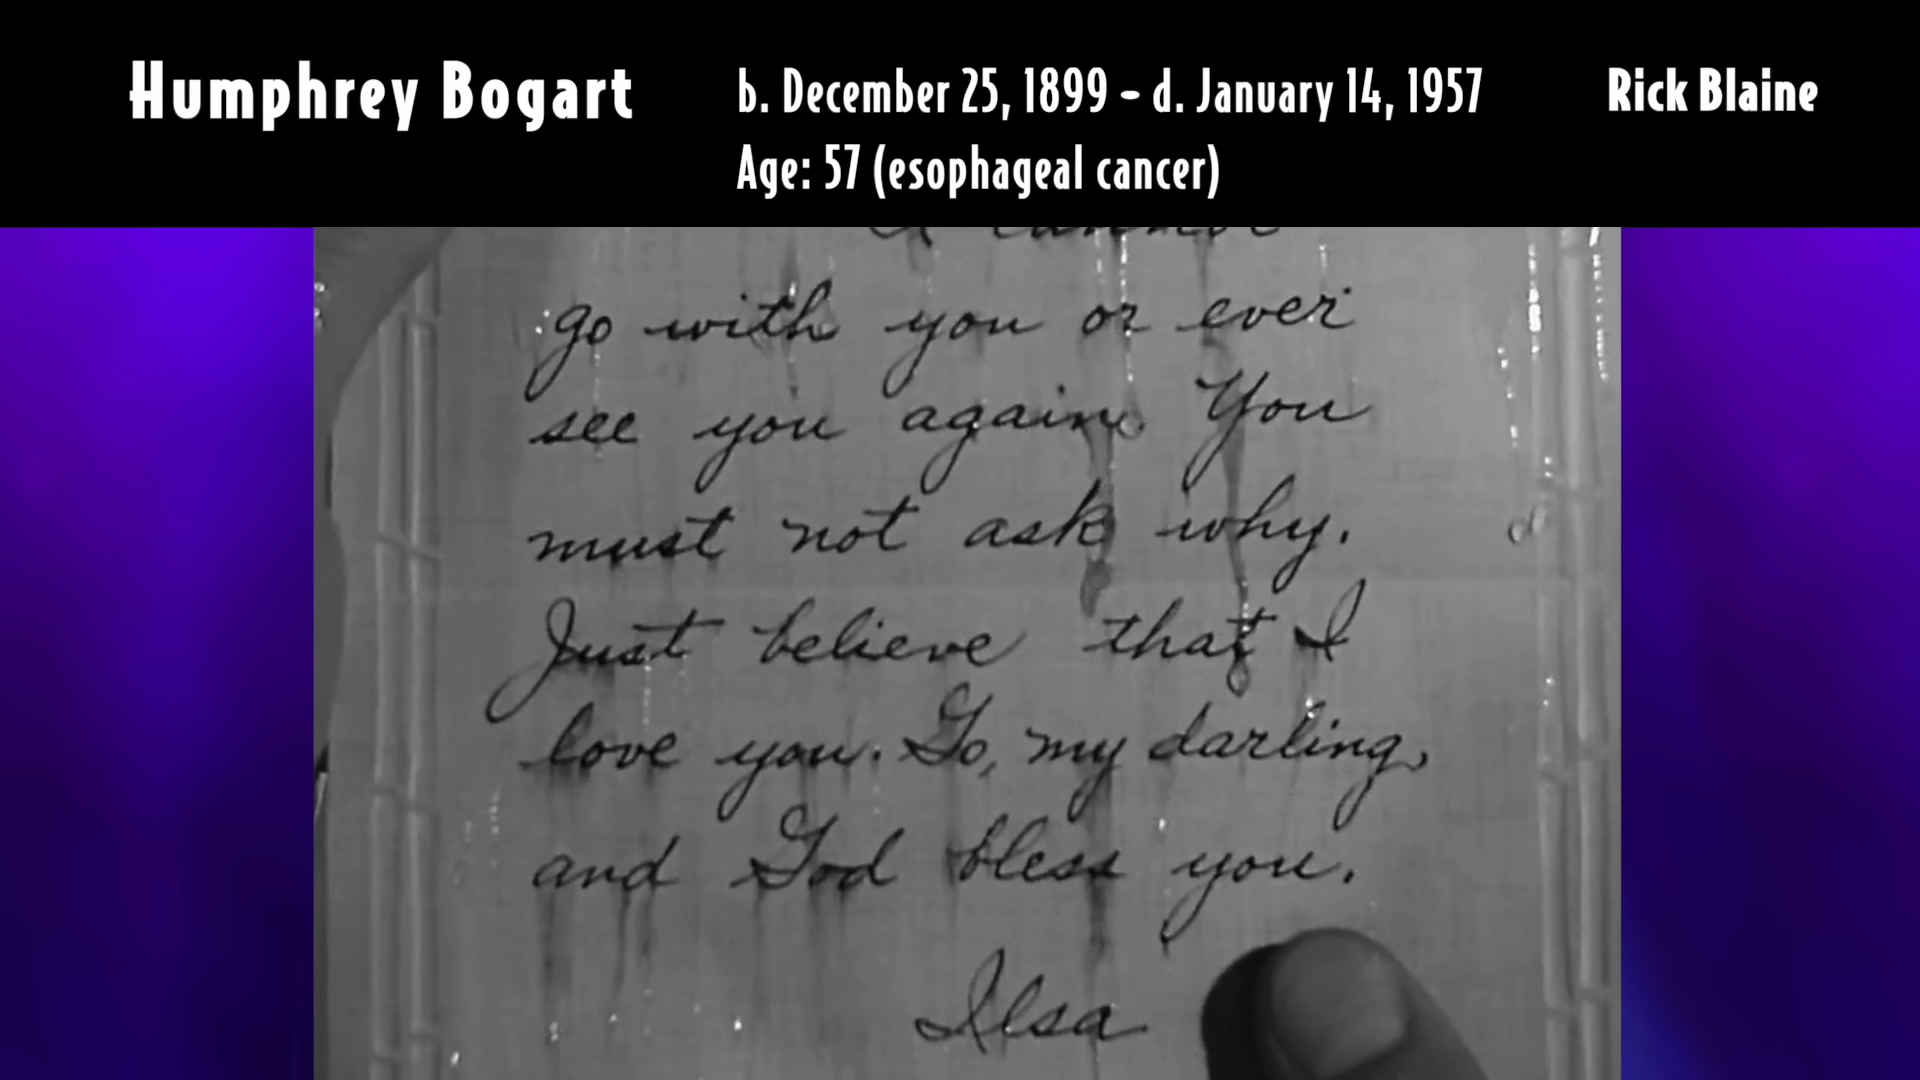 Humphrey Bogart
b. December 25, 1899 – d. January 14, 1957
Rick Blaine
Age: 57 (esophageal cancer)
I cannot
go with you or ever
see you again. You
must not ask why.
Just believe that I
love you. Go, my darling,
and God bless you.
Ilsa